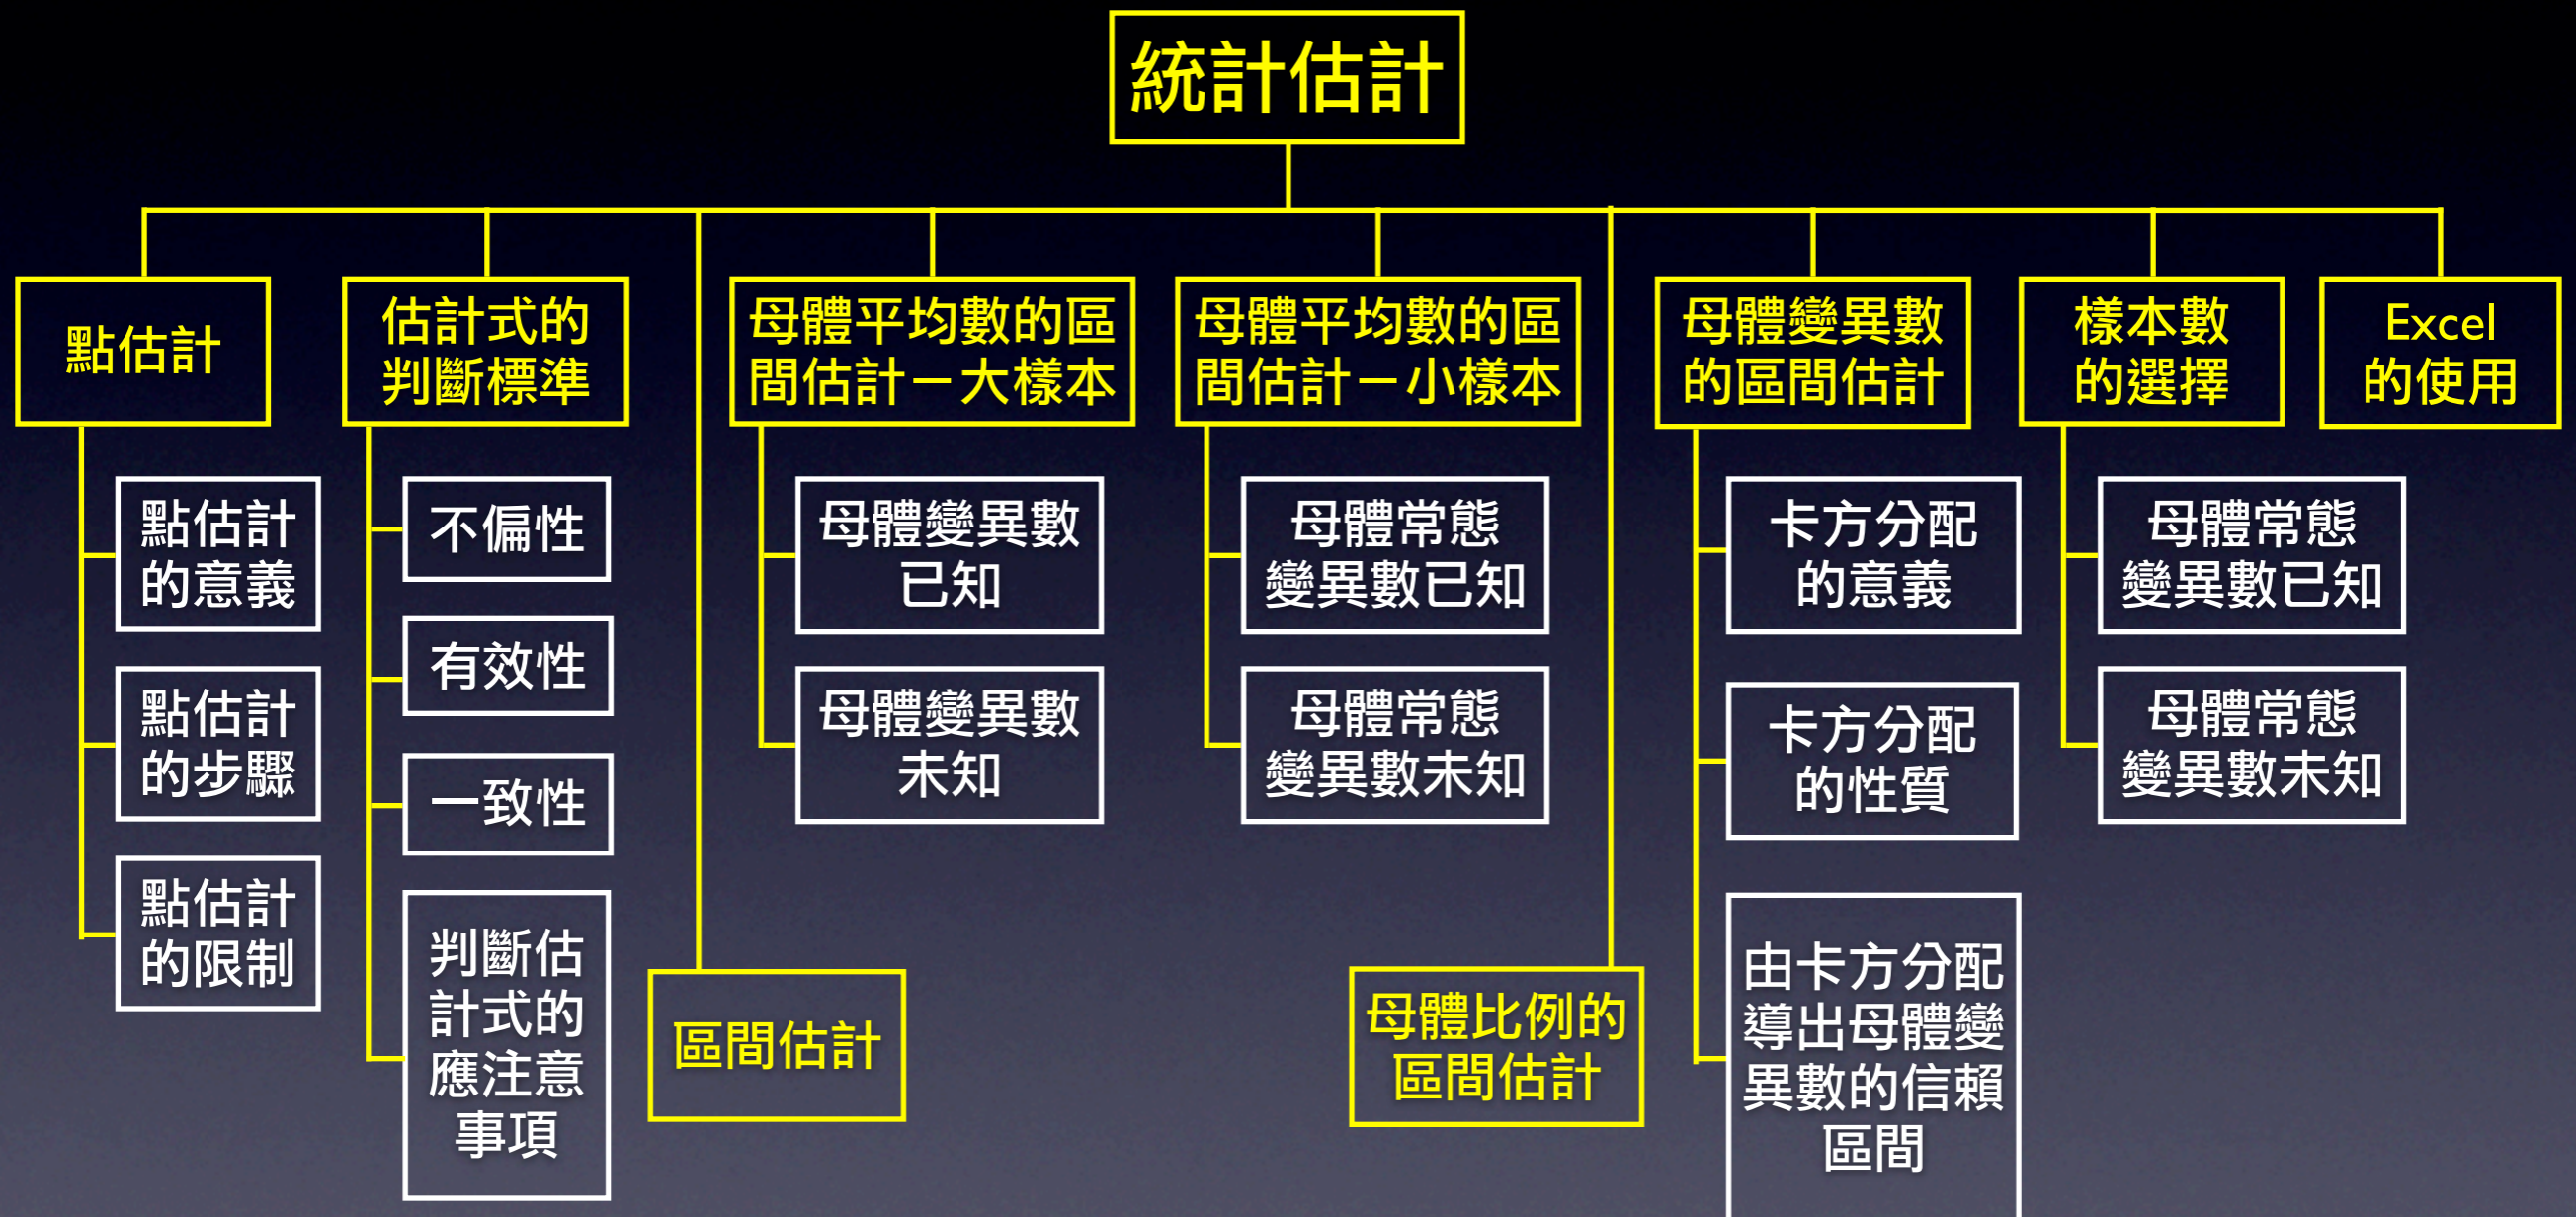 統計估計
點估計
點估計
的意義
點估計
的步驟
點估計
的限制
估計式的
判斷標準
不偏性
有效性
一致性
判斷估
計式的
應注意
事項
區間估計
母體平均數的區
間估計－大樣本
母體變異數
已知
母體變異數
未知
母體平均數的區
間估計－小樣本
母體常態
變異數已知
母體常態
變異數未知
母體比例的
區間估計
母體變異數
的區間估計
卡方分配
的意義
卡方分配
的性質
由卡方分配
導出母體變
異數的信賴
區間
樣本數
的選擇
母體常態
變異數已知
母體常態
變異數未知
Excel
的使用